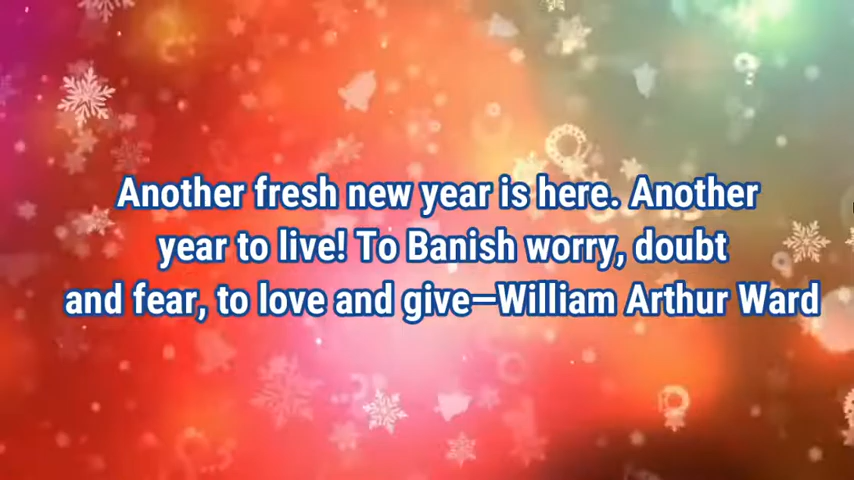 Another fresh new year is here. Another
year to live! To Banish worry, doubt
and fear, to love and give—William Arthur Ward